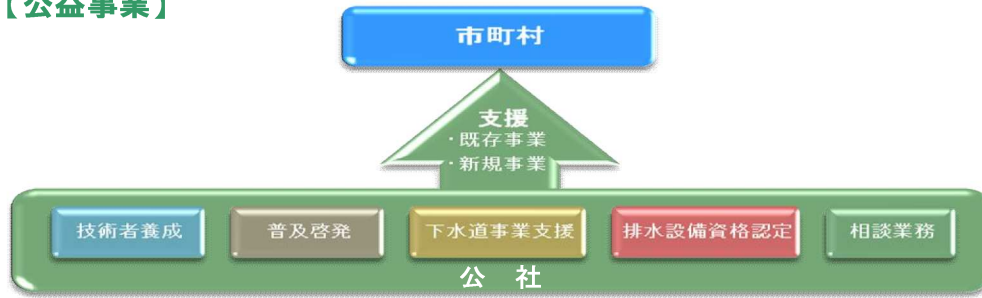 【公益事業】
市町村
支援
・既存事業
・新規事業
技術者養成 普及啓発 下水道事業支援 排水設備資格認定 相談業務
公 社